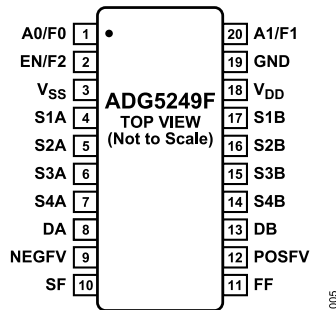 A0/F0 1 20 A1/F1
EN/F2 2 19 GND
VSS 3 18 VDD
ADG5249F
S1A 4 17 S1B
TOP VIEW
(Not to Scale)
S2A 5 16 S2B
S3A 6 15 S3B
S4A 7 14 S4B
DA 8 13 DB
NEGFV 9 12 POSFV
SF 10 11 FF
005